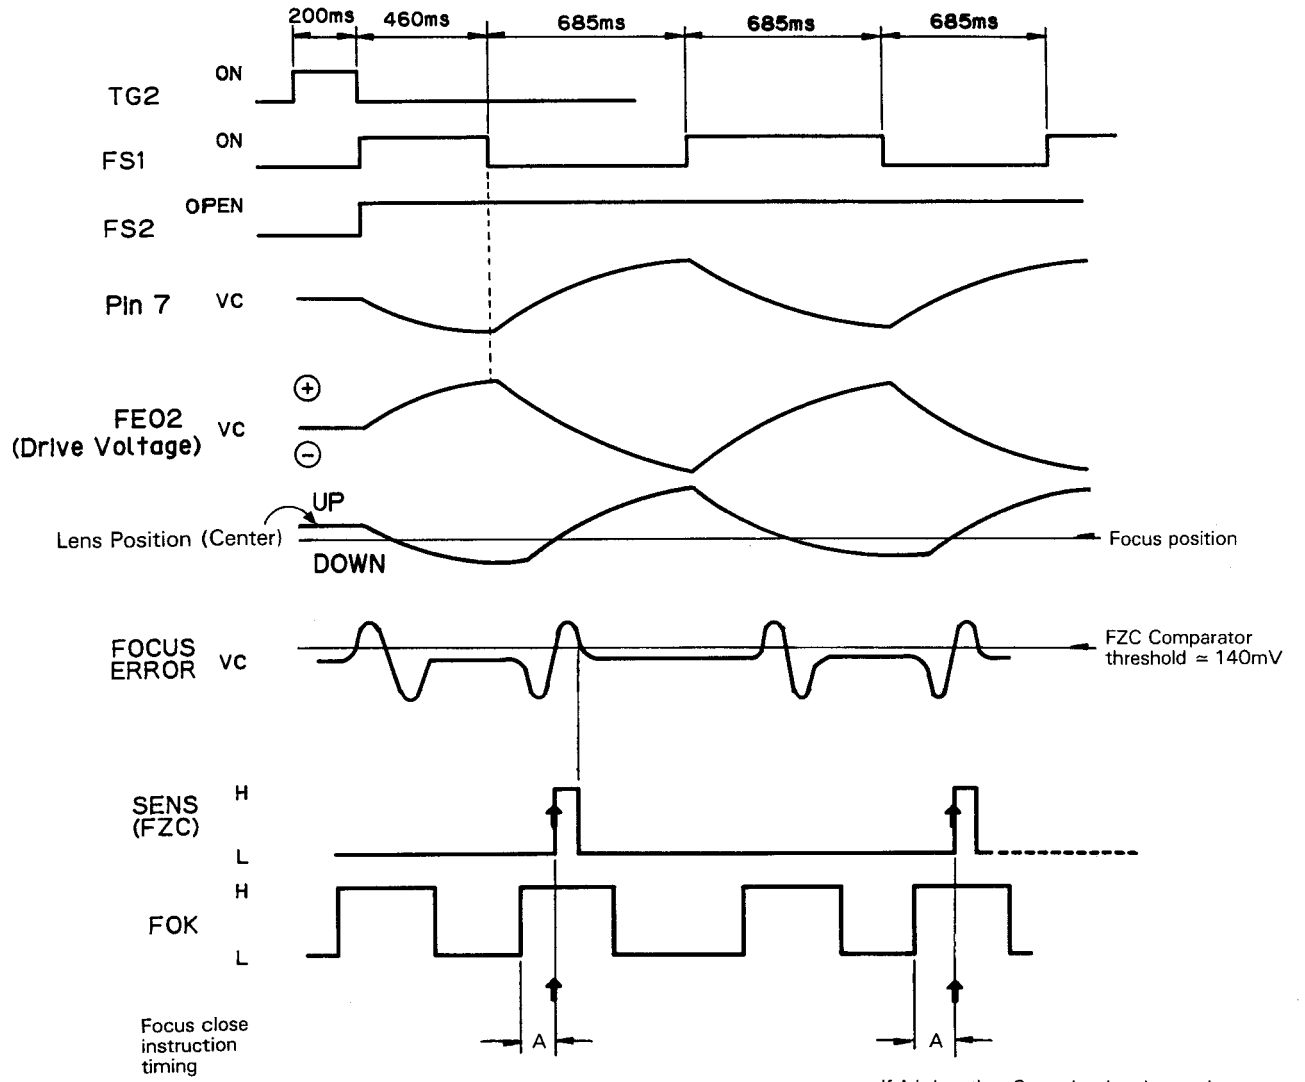 200ms 460ms 685ms 685ms 685ms
ON
TG2
ON
FS1
OPEN
FS2
Pin 7 VC
+
FEO2
(Drive Voltage) VC
−
UP
Lens Position (Center)
Focus position
DOWN
FOCUS
ERROR VC
FZC Comparator
threshold ≃ 140mV
H
SENS
(FZC)
L
H
FOK
L
Focus close
instruction
timing
A A